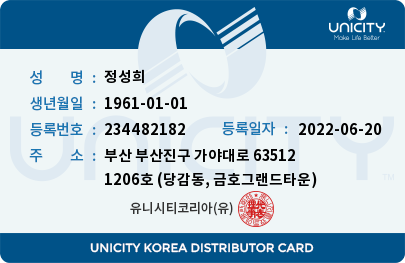 UNICITY
Make Life Better
성 명 : 정성희
생년월일 : 1961-01-01
등록번호 : 234482182 등록일자 : 2022-06-20
주 소 : 부산 부산진구 가야대로 63512
1206호 (당감동, 금호그랜드타운)
유니시티코리아(유)
UNICITY
UNICITY KOREA DISTRIBUTOR CARD